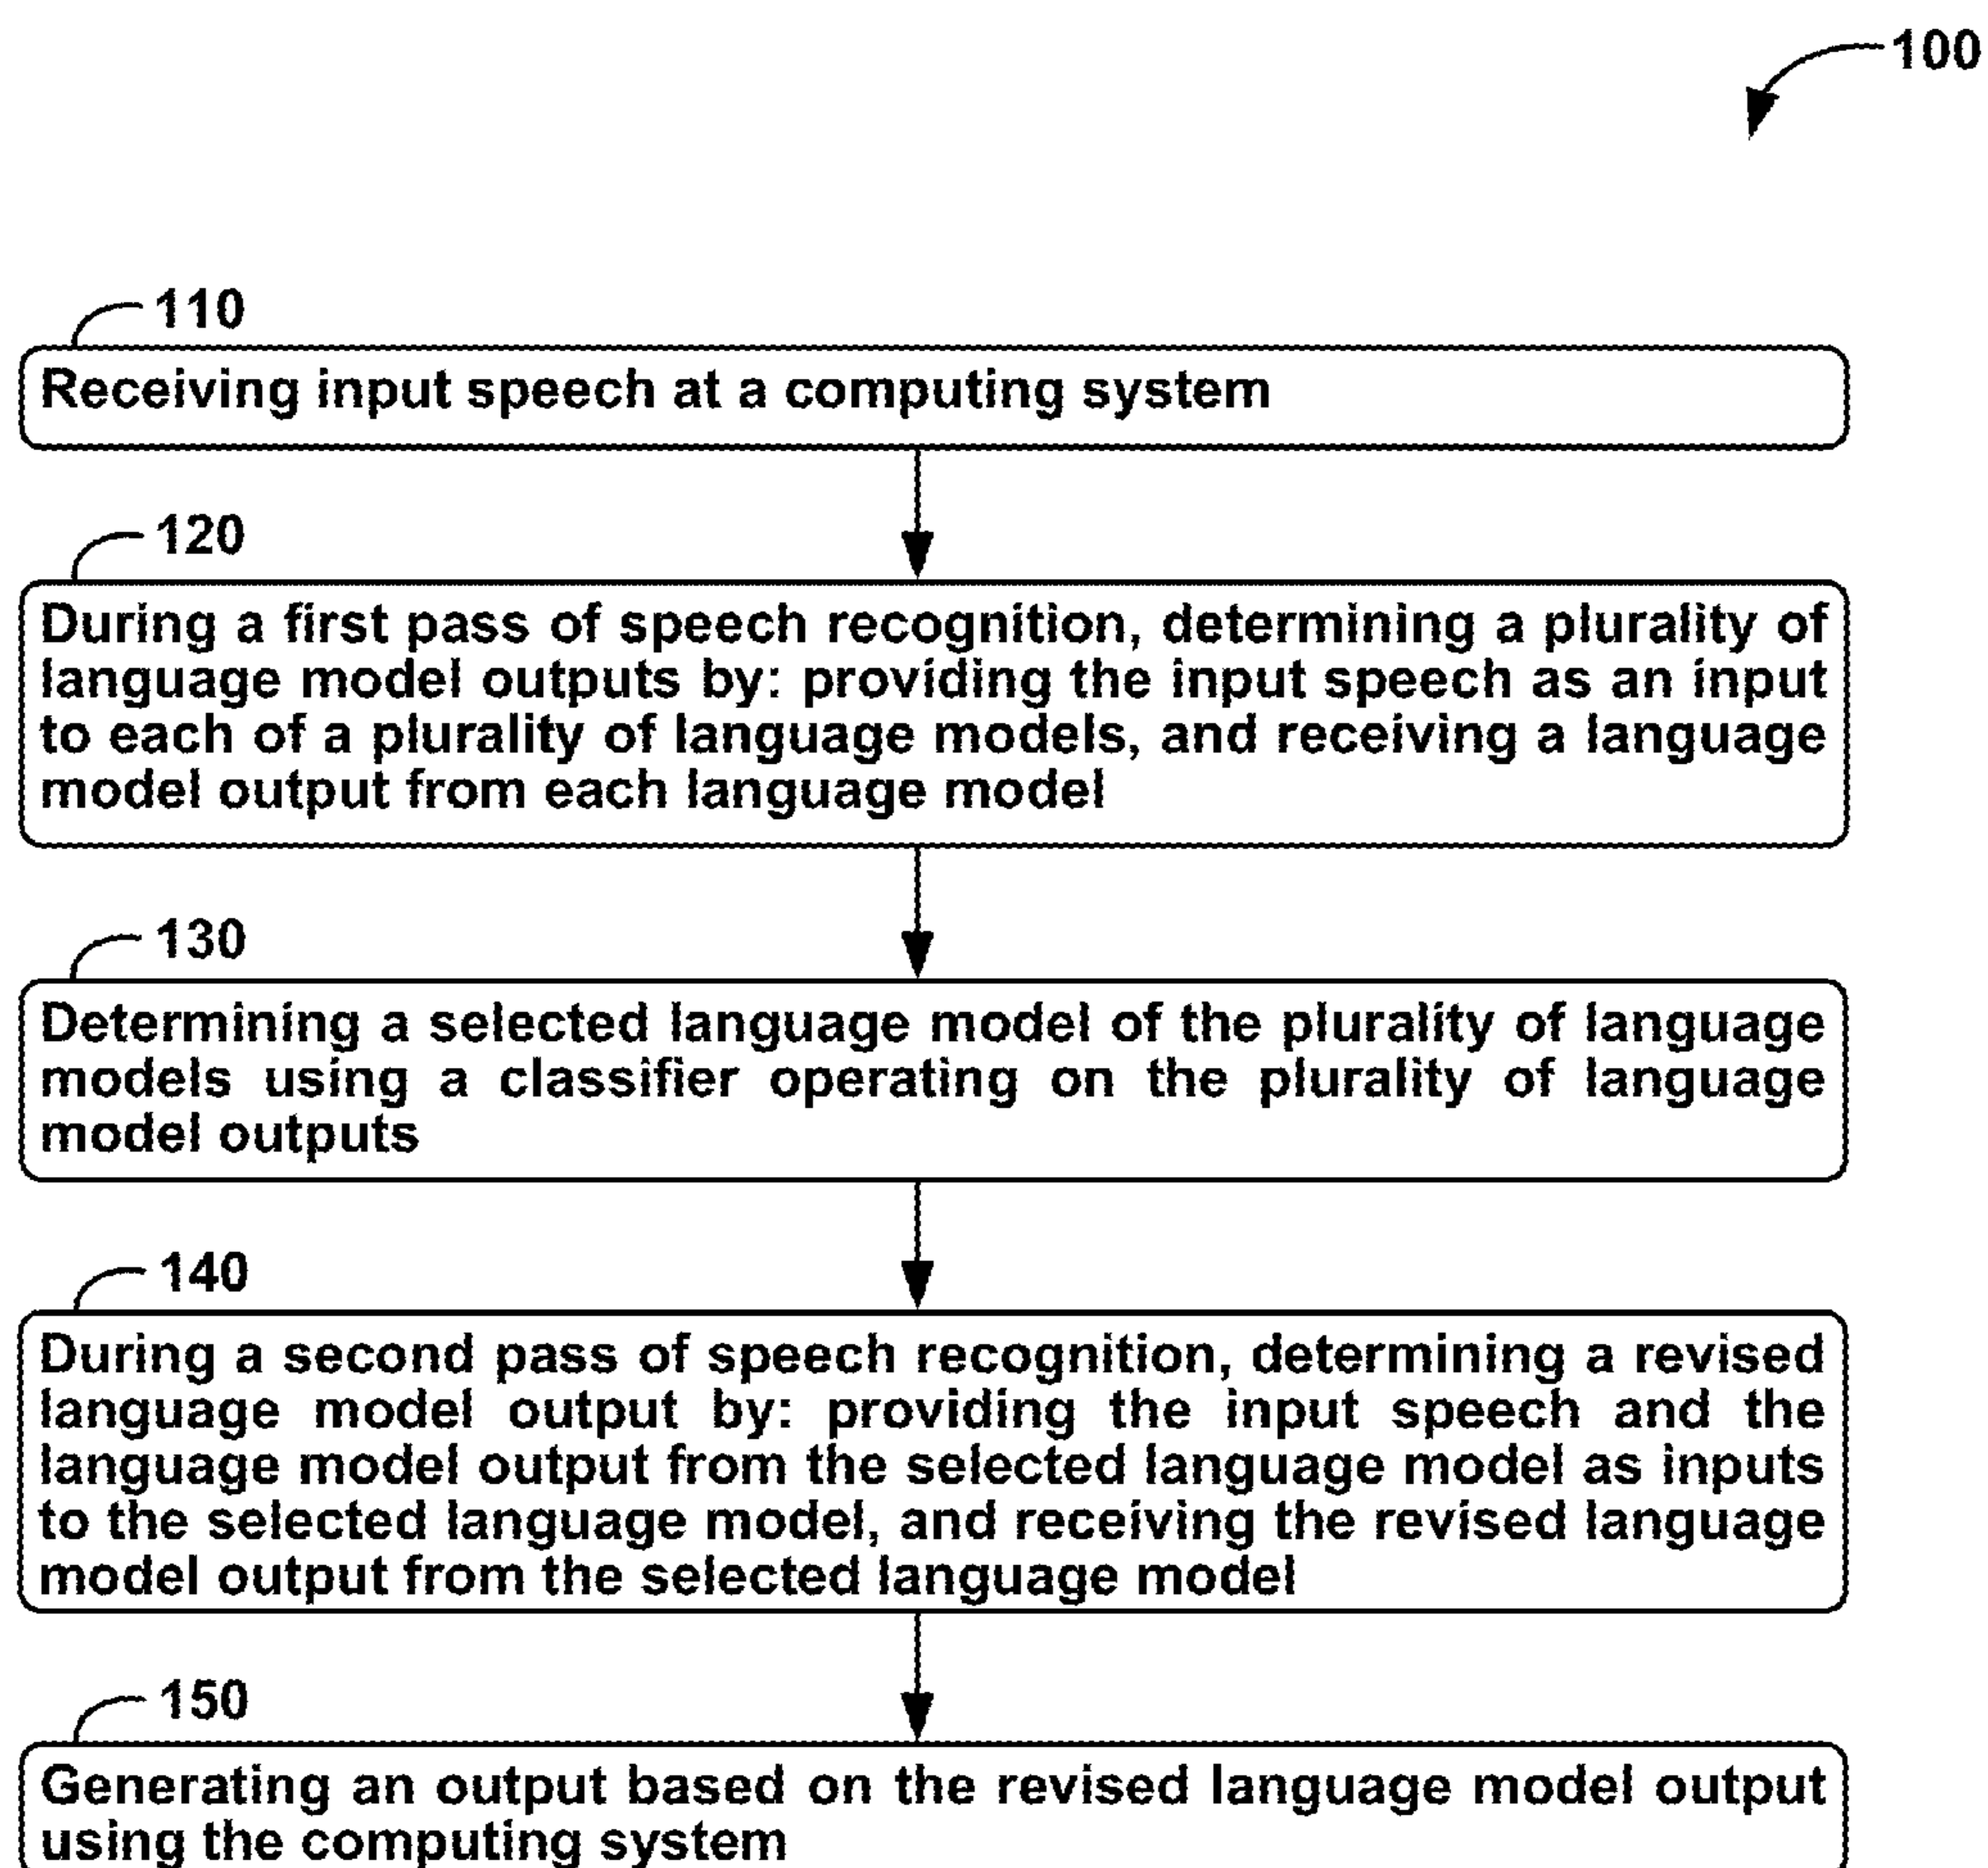 100
110
Receiving input speech at a computing system
120
During a first pass of speech recognition, determining a plurality of
language model outputs by: providing the input speech as an input
to each of a plurality of language models, and receiving a language
model output from each language model
130
Determining a selected language model of the plurality of language
models using a classifier operating on the plurality of language
model outputs
140
During a second pass of speech recognition, determining a revised
language model output by: providing the input speech and the
language model output from the selected language model as inputs
to the selected language model, and receiving the revised language
model output from the selected language model
150
Generating an output based on the revised language model output
using the computing system